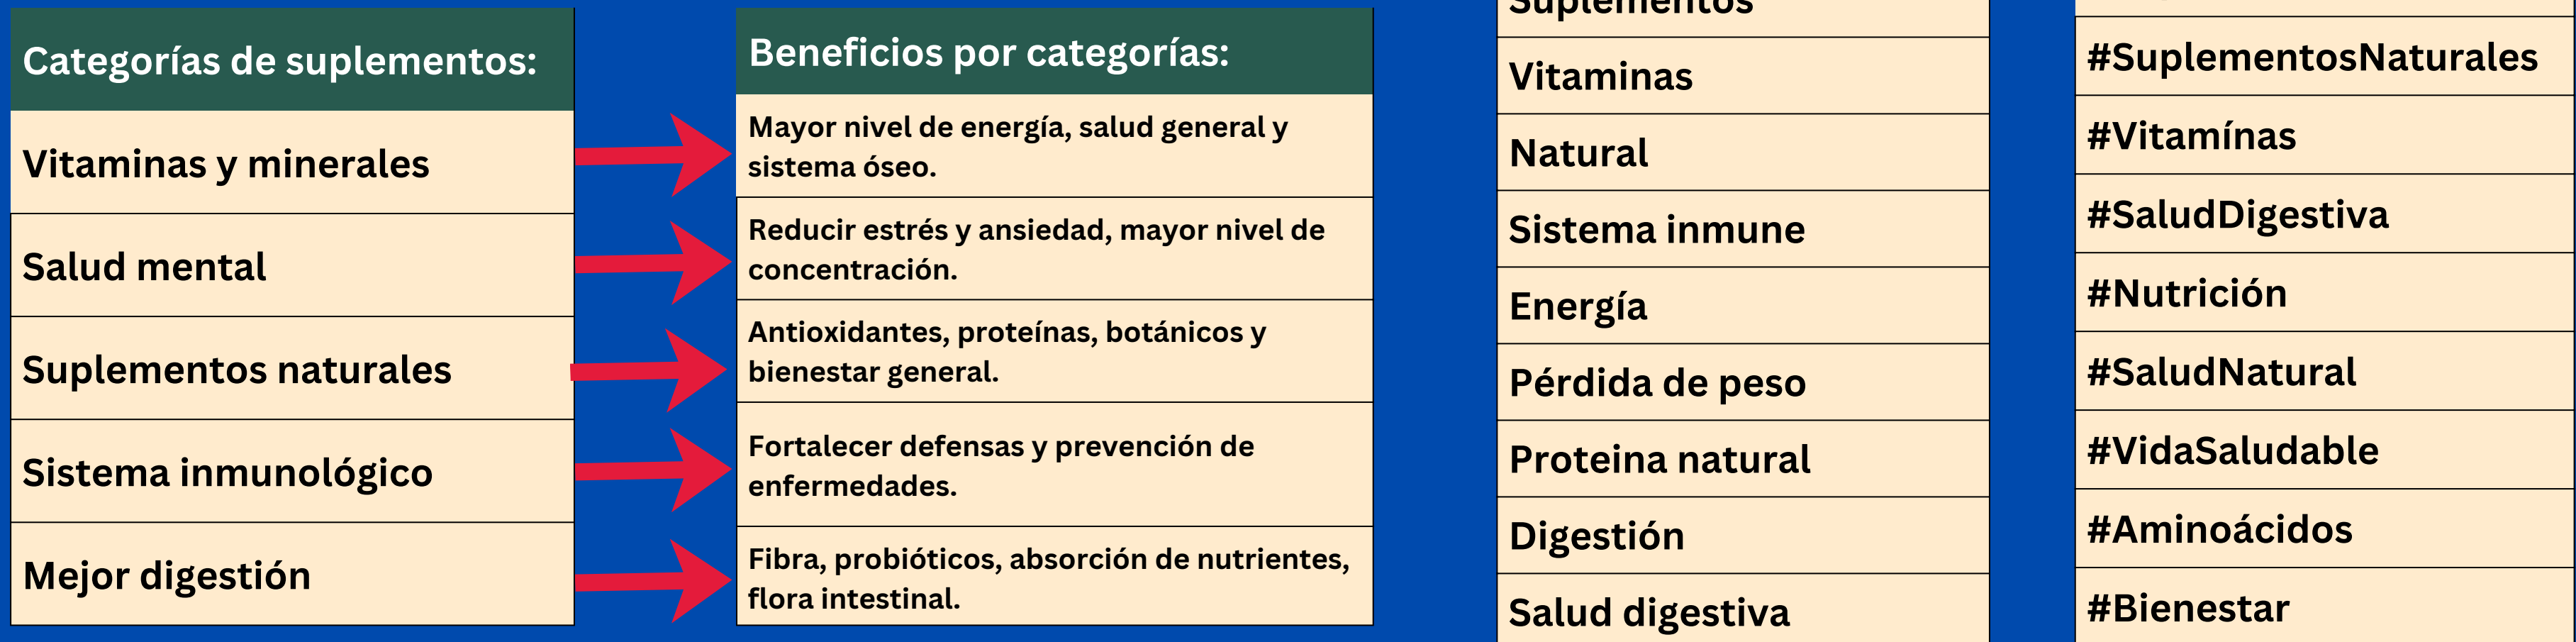 Categorías de suplementos:
Vitaminas y minerales
Salud mental
Suplementos naturales
Sistema inmunológico
Mejor digestión
Beneficios por categorías:
Mayor nivel de energía, salud general y
sistema óseo.
Reducir estrés y ansiedad, mayor nivel de
concentración.
Antioxidantes, proteínas, botánicos y
bienestar general.
Fortalecer defensas y prevención de
enfermedades.
Fibra, probióticos, absorción de nutrientes,
flora intestinal.
Suplementos
Vitaminas
Natural
Sistema inmune
Energía
Pérdida de peso
Proteina natural
Digestión
Salud digestiva
#SuplementosNaturales
#Vitamínas
#SaludDigestiva
#Nutrición
#SaludNatural
#VidaSaludable
#Aminoácidos
#Bienestar